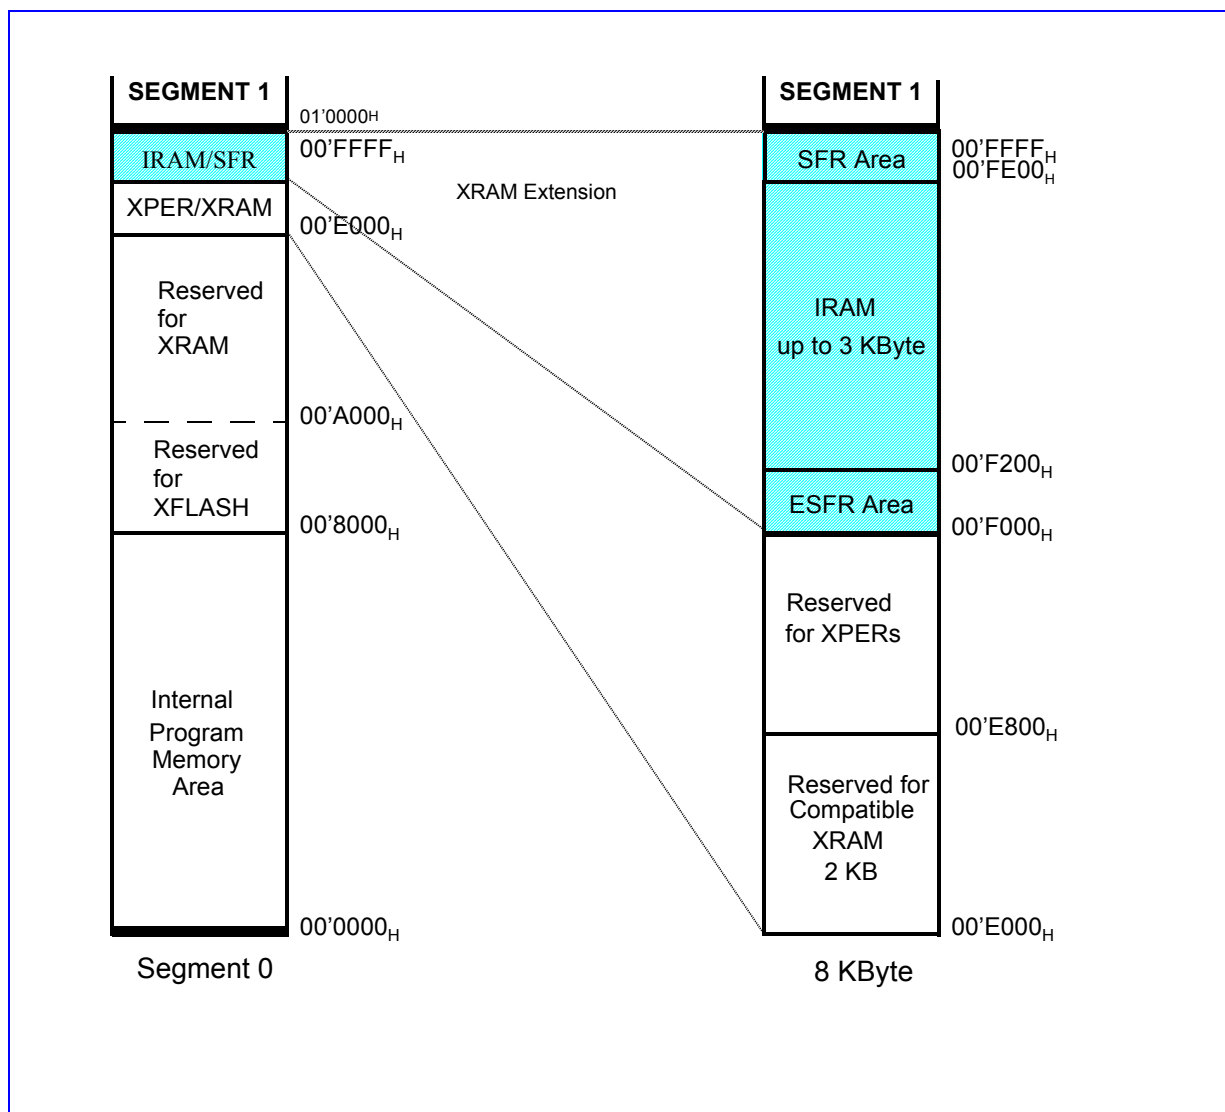 SEGMENT 1
01'0000H
IRAM/SFR
00'FFFFH
XPER/XRAM
00'E000H
Reserved
for
XRAM
00'A000H
Reserved
for
XFLASH
00'8000H
Internal
Program
Memory
Area
00'0000H
Segment 0
XRAM Extension
SEGMENT 1
SFR Area
00'FFFFH
00'FE00H
IRAM
up to 3 KByte
00'F200H
ESFR Area
00'F000H
Reserved
for XPERs
00'E800H
Reserved for
Compatible
XRAM
2 KB
00'E000H
8 KByte